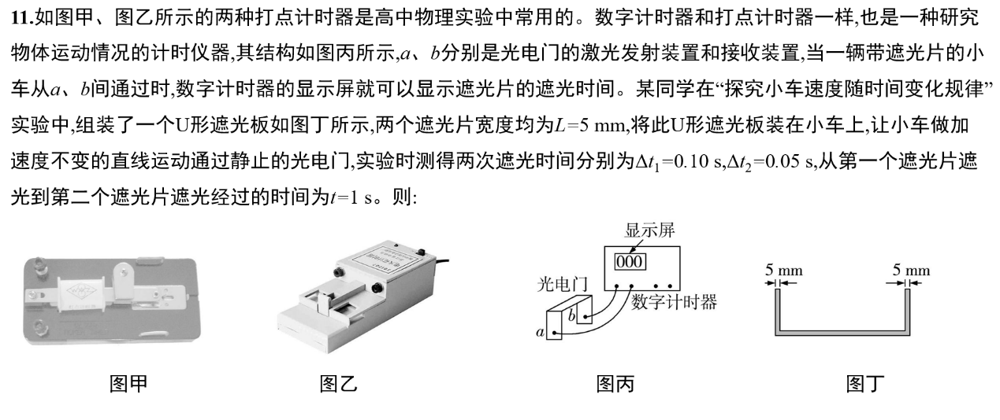 11.如图甲、图乙所示的两种打点计时器是高中物理实验中常用的。数字计时器和打点计时器一样,也是一种研究
物体运动情况的计时仪器,其结构如图丙所示,a、b分别是光电门的激光发射装置和接收装置,当一辆带遮光片的小
车从a、b间通过时,数字计时器的显示屏就可以显示遮光片的遮光时间。某同学在“探究小车速度随时间变化规律”
实验中,组装了一个U形遮光板如图丁所示,两个遮光片宽度均为L=5 mm,将此U形遮光板装在小车上,让小车做加
速度不变的直线运动通过静止的光电门,实验时测得两次遮光时间分别为Δt₁=0.10 s,Δt₂=0.05 s,从第一个遮光片遮
光到第二个遮光片遮光经过的时间为t=1 s。则:
显示屏
000
光电门
数字计时器
b
a
5 mm
5 mm
图甲
图乙
图丙
图丁